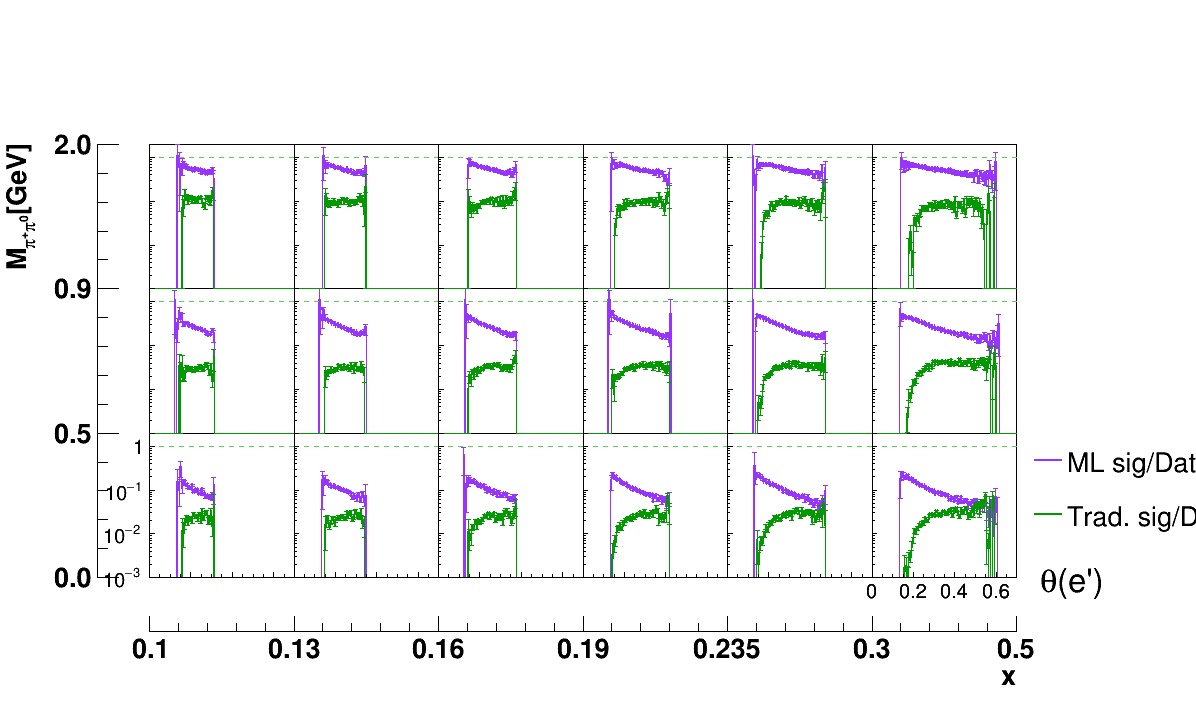 M_{π⁺π⁰}[GeV]
2.0
0.9
0.5
0.0
1
10⁻¹
10⁻²
10⁻³
ML sig/Dat
Trad. sig/D
0 0.2 0.4 0.6
θ(e')
0.1 0.13 0.16 0.19 0.235 0.3 0.5
x